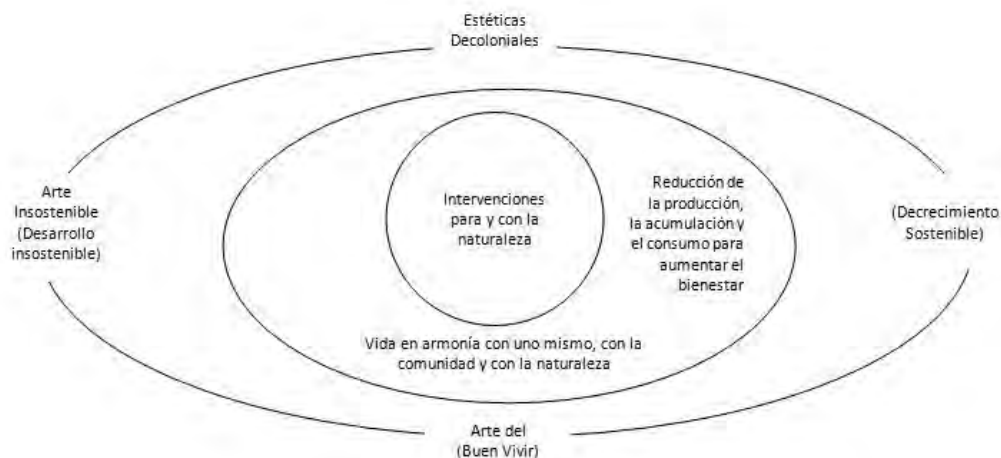 Estéticas
Decoloniales
Arte
Insostenible
(Desarrollo
insostenible)
Intervenciones
para y con la
naturaleza
Reducción de
la producción,
la acumulación y
el consumo para
aumentar el
bienestar
(Decrecimiento
Sostenible)
Vida en armonía con uno mismo, con la
comunidad y con la naturaleza
Arte del
(Buen Vivir)